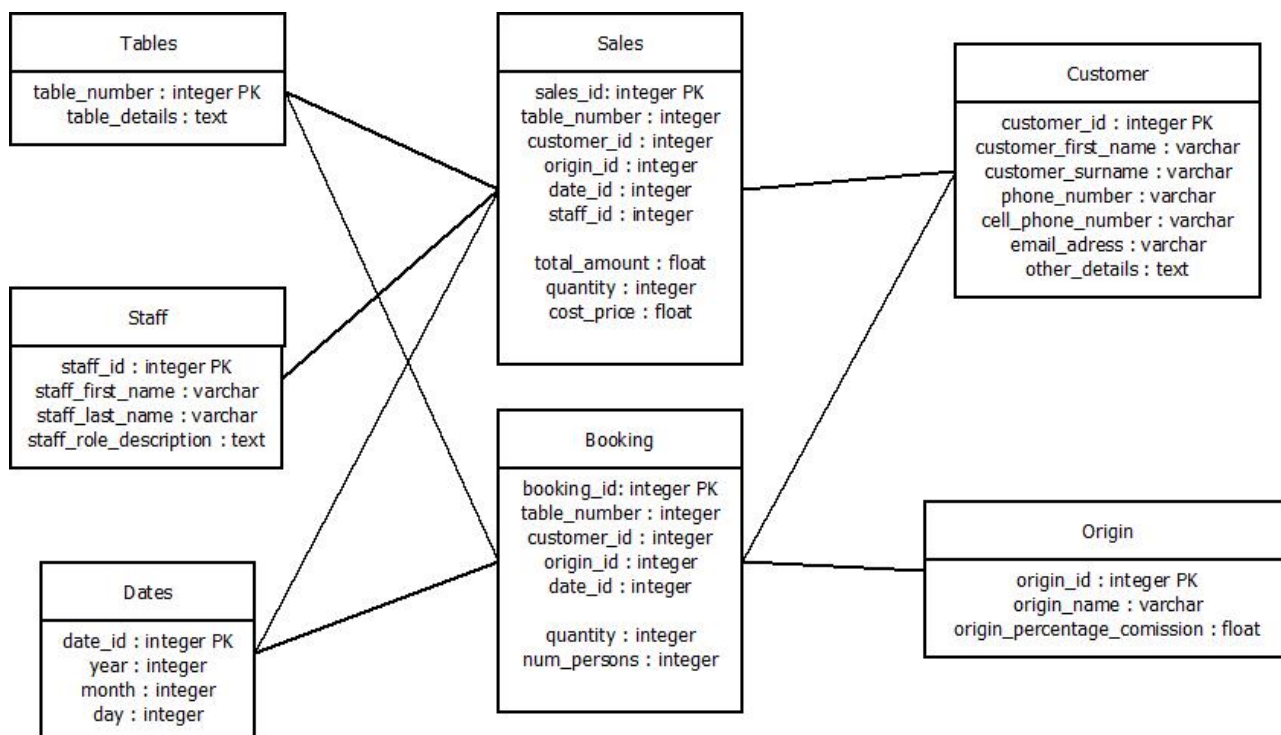 Tables
table_number : integer PK
table_details : text
Sales
sales_id: integer PK
table_number : integer
customer_id : integer
origin_id : integer
date_id : integer
staff_id : integer
total_amount : float
quantity : integer
cost_price : float
Customer
customer_id : integer PK
customer_first_name : varchar
customer_surname : varchar
phone_number : varchar
cell_phone_number : varchar
email_adress : varchar
other_details : text
Staff
staff_id : integer PK
staff_first_name : varchar
staff_last_name : varchar
staff_role_description : text
Booking
booking_id: integer PK
table_number : integer
customer_id : integer
origin_id : integer
date_id : integer
quantity : integer
num_persons : integer
Origin
origin_id : integer PK
origin_name : varchar
origin_percentage_comission : float
Dates
date_id : integer PK
year : integer
month : integer
day : integer